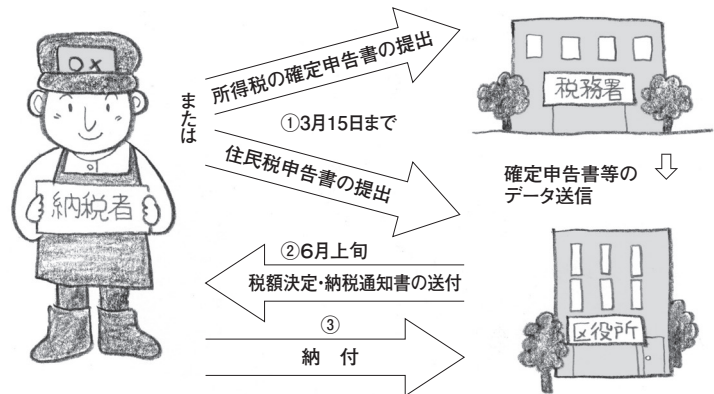 ○×
納税者
または
所得税の確定申告書の提出
①3月15日まで
住民税申告書の提出
税務署
確定申告書等の
データ送信
②6月上旬
税額決定・納税通知書の送付
③
納 付
区役所